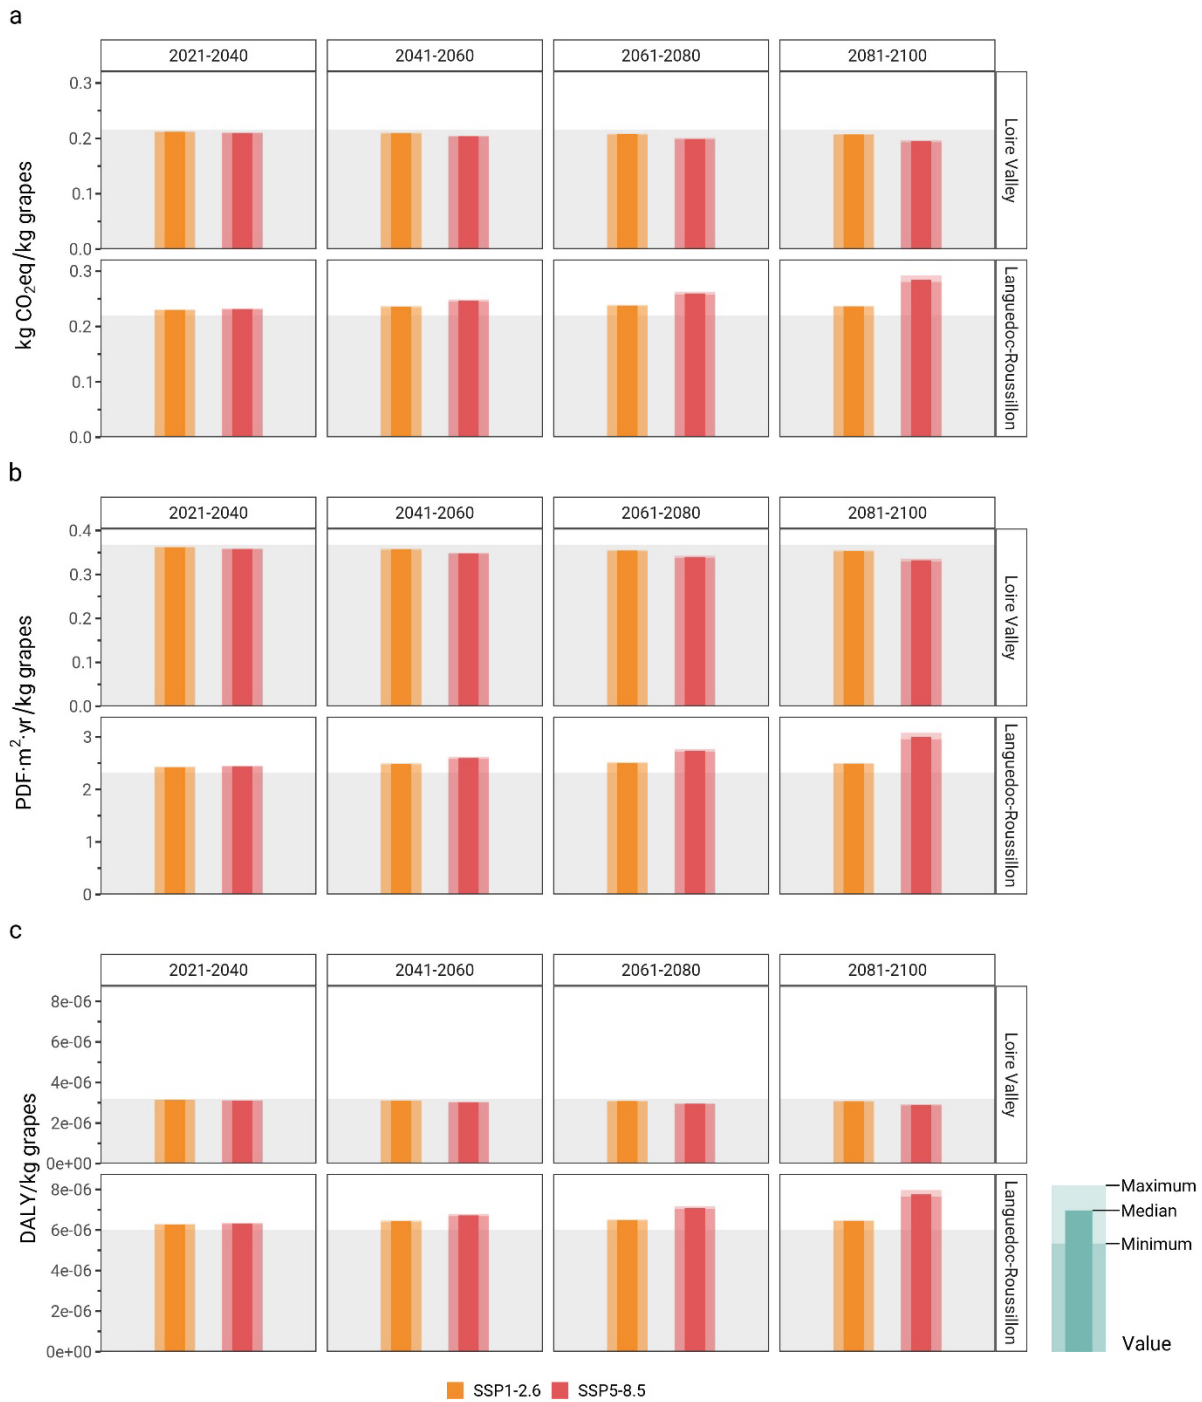 a
2021-2040 2041-2060 2061-2080 2081-2100
kg CO₂eq/kg grapes
0.3
0.2
0.1
0.0
Loire Valley
0.3
0.2
0.1
0.0
Languedoc-Roussillon
b
2021-2040 2041-2060 2061-2080 2081-2100
PDF·m²·yr/kg grapes
0.4
0.3
0.2
0.1
0.0
Loire Valley
3
2
1
0
Languedoc-Roussillon
c
2021-2040 2041-2060 2061-2080 2081-2100
DALY/kg grapes
8e-06
6e-06
4e-06
2e-06
0e+00
Loire Valley
8e-06
6e-06
4e-06
2e-06
0e+00
Languedoc-Roussillon
Maximum
Median
Minimum
Value
SSP1-2.6 SSP5-8.5